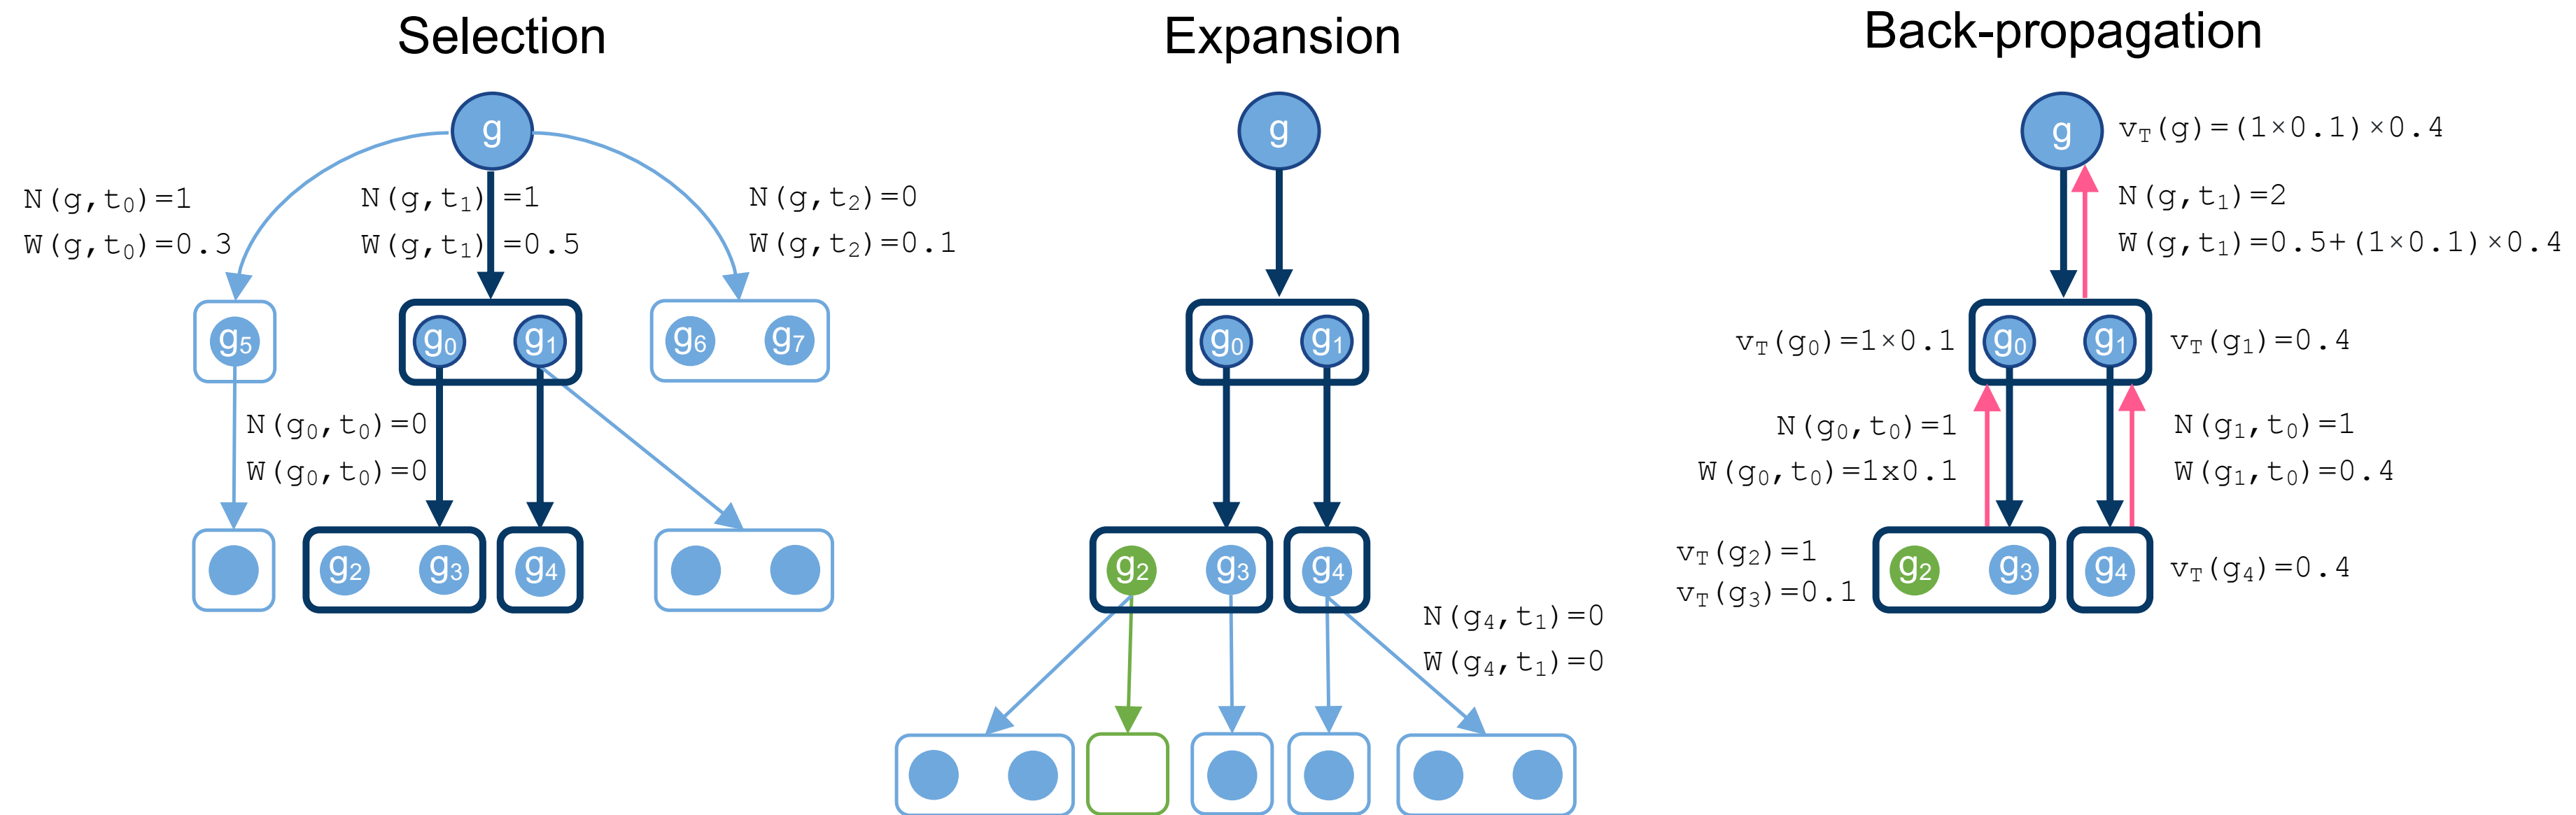 Selection
g
N(g,t₀)=1
W(g,t₀)=0.3
N(g,t₁)=1
W(g,t₁)=0.5
N(g,t₂)=0
W(g,t₂)=0.1
g₅
g₀
g₁
g₆
g₇
N(g₀,t₀)=0
W(g₀,t₀)=0
g₂
g₃
g₄
Expansion
g
g₀
g₁
g₂
g₃
g₄
N(g₄,t₁)=0
W(g₄,t₁)=0
Back-propagation
g
v_T(g)=(1×0.1)×0.4
N(g,t₁)=2
W(g,t₁)=0.5+(1×0.1)×0.4
v_T(g₀)=1×0.1
g₀
g₁
v_T(g₁)=0.4
N(g₀,t₀)=1
W(g₀,t₀)=1x0.1
N(g₁,t₀)=1
W(g₁,t₀)=0.4
v_T(g₂)=1
v_T(g₃)=0.1
g₂
g₃
g₄
v_T(g₄)=0.4